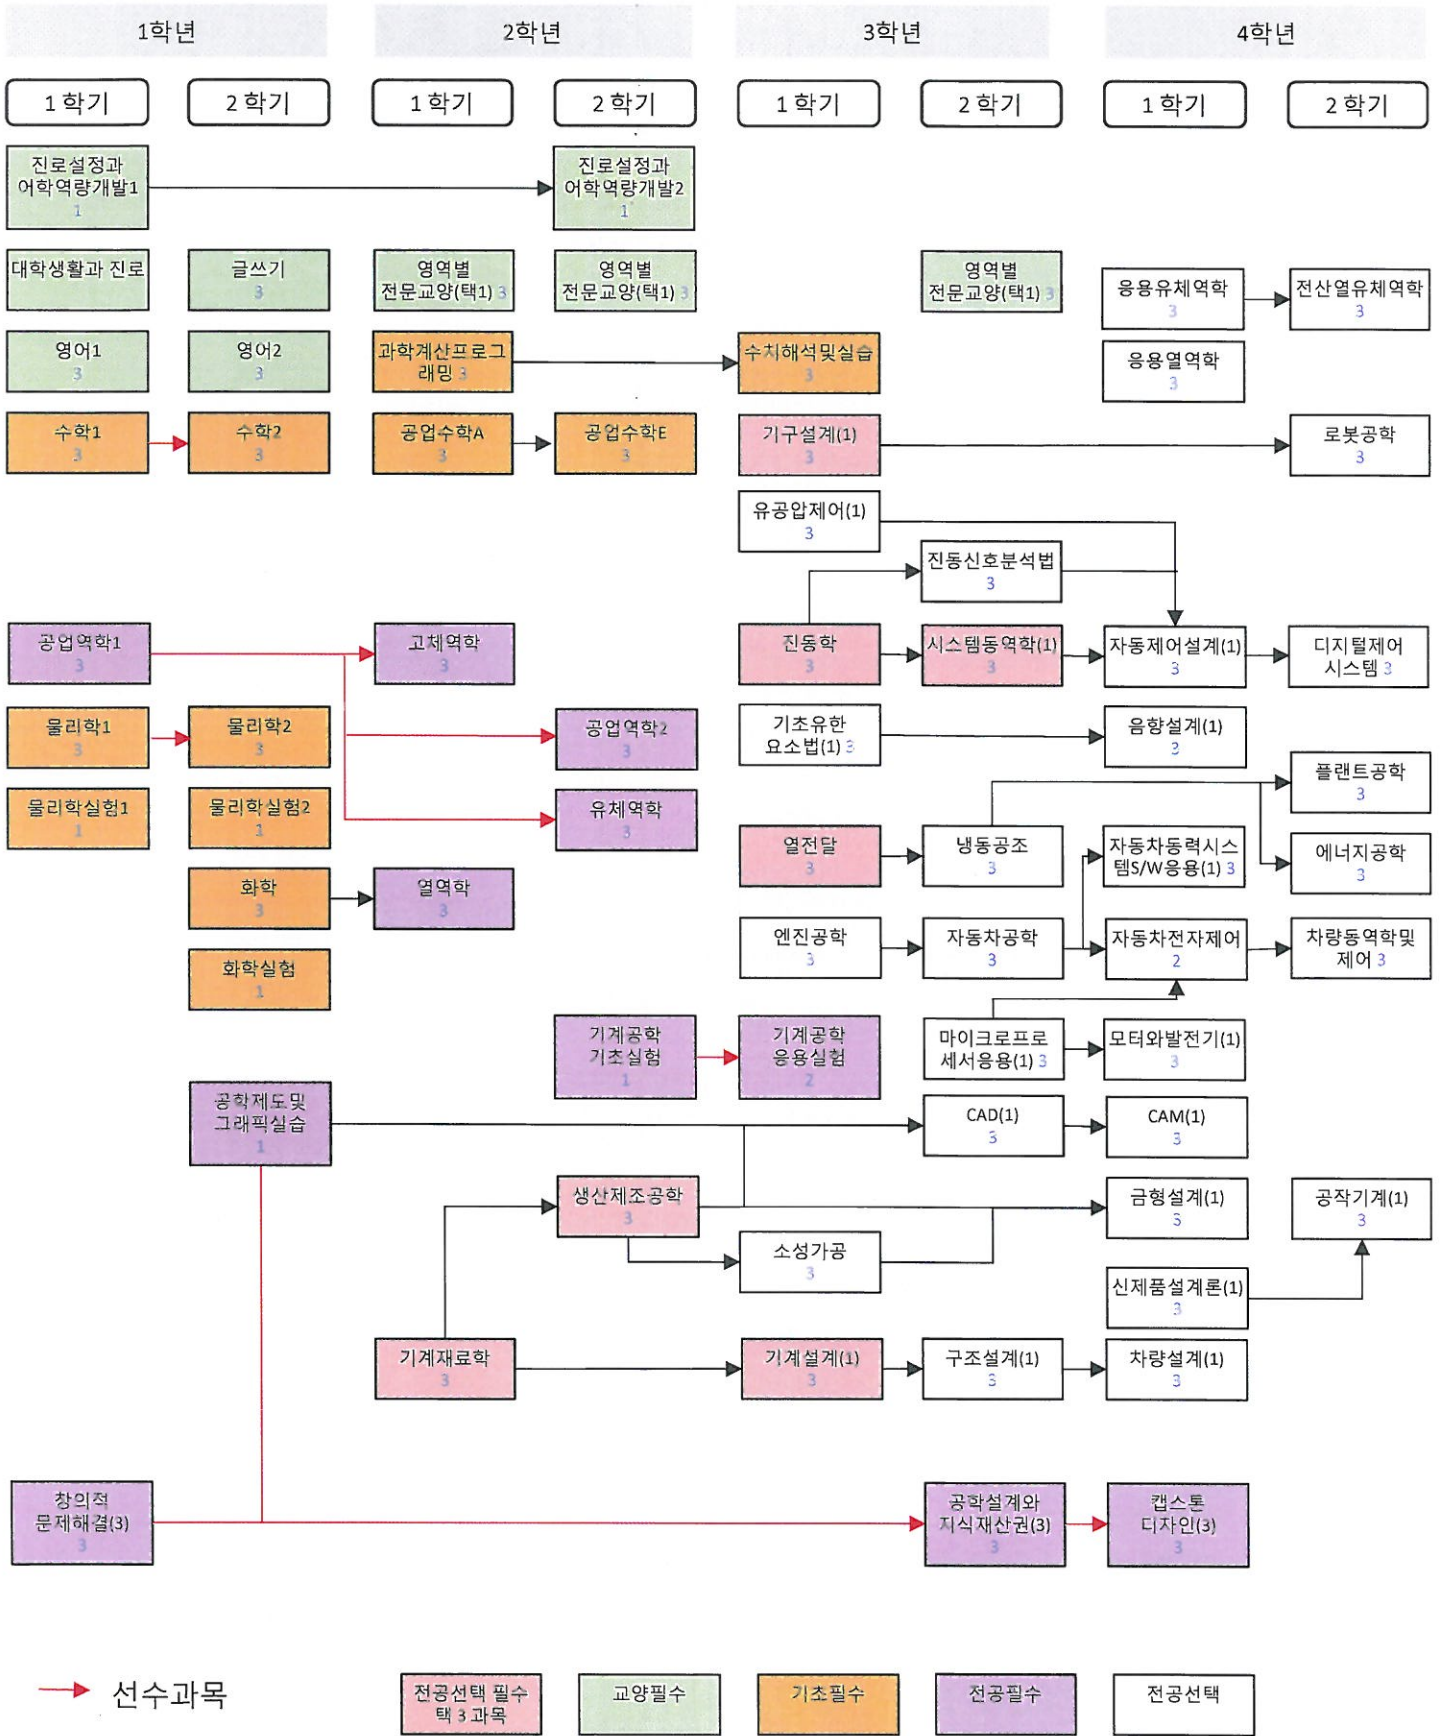 1학년
2학년
3학년
4학년
1 학기
2 학기
1 학기
2 학기
1 학기
2 학기
1 학기
2 학기
진로설정과
어학역량개발1
1
진로설정과
어학역량개발2
1
대학생활과 진로
글쓰기
3
영역별
전문교양(택1) 3
영역별
전문교양(택1) 3
영역별
전문교양(택1) 3
응용유체역학
3
전산열유체역학
3
영어1
3
영어2
3
과학계산프로그
래밍 3
수치해석및실습
3
응용열역학
3
수학1
3
수학2
3
공업수학A
3
공업수학E
3
기구설계(1)
3
로봇공학
3
유공압제어(1)
3
진동신호분석법
3
공업역학1
3
고체역학
3
진동학
3
시스템동역학(1)
3
자동제어설계(1)
3
디지털제어
시스템 3
물리학1
3
물리학2
3
공업역학2
3
기초유한
요소법(1) 3
음향설계(1)
3
플랜트공학
3
물리학실험1
1
물리학실험2
1
유체역학
3
열전달
3
냉동공조
3
자동차동력시스
템S/W응용(1) 3
에너지공학
3
화학
3
열역학
3
엔진공학
3
자동차공학
3
자동차전자제어
2
차량동역학및
제어 3
화학실험
1
기계공학
기초실험
1
기계공학
응용실험
2
마이크로프로
세서응용(1) 3
모터와발전기(1)
3
공학제도및
그래픽실습
1
CAD(1)
3
CAM(1)
3
생산제조공학
3
금형설계(1)
3
공작기계(1)
3
소성가공
3
신제품설계론(1)
3
기계재료학
3
기계설계(1)
3
구조설계(1)
3
차량설계(1)
3
창의적
문제해결(3)
3
공학설계와
지식재산권(3)
3
캡스톤
디자인(3)
3
선수과목
전공선택 필수
택 3 과목
교양필수
기초필수
전공필수
전공선택